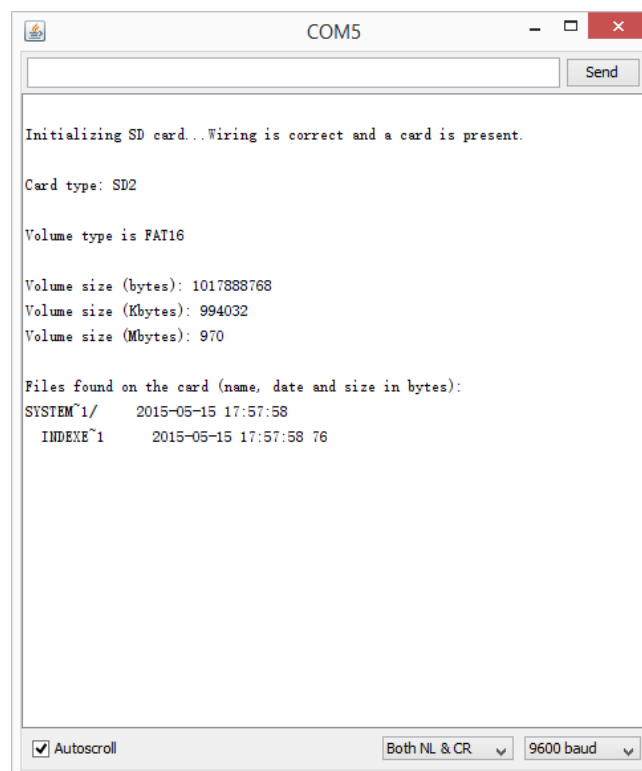 COM5
Send
Initializing SD card...Wiring is correct and a card is present.
Card type: SD2
Volume type is FAT16
Volume size (bytes): 1017888768
Volume size (Kbytes): 994032
Volume size (Mbytes): 970
Files found on the card (name, date and size in bytes):
SYSTEM~1/     2015-05-15 17:57:58
  INDEXE~1      2015-05-15 17:57:58 76
Autoscroll Both NL & CR 9600 baud